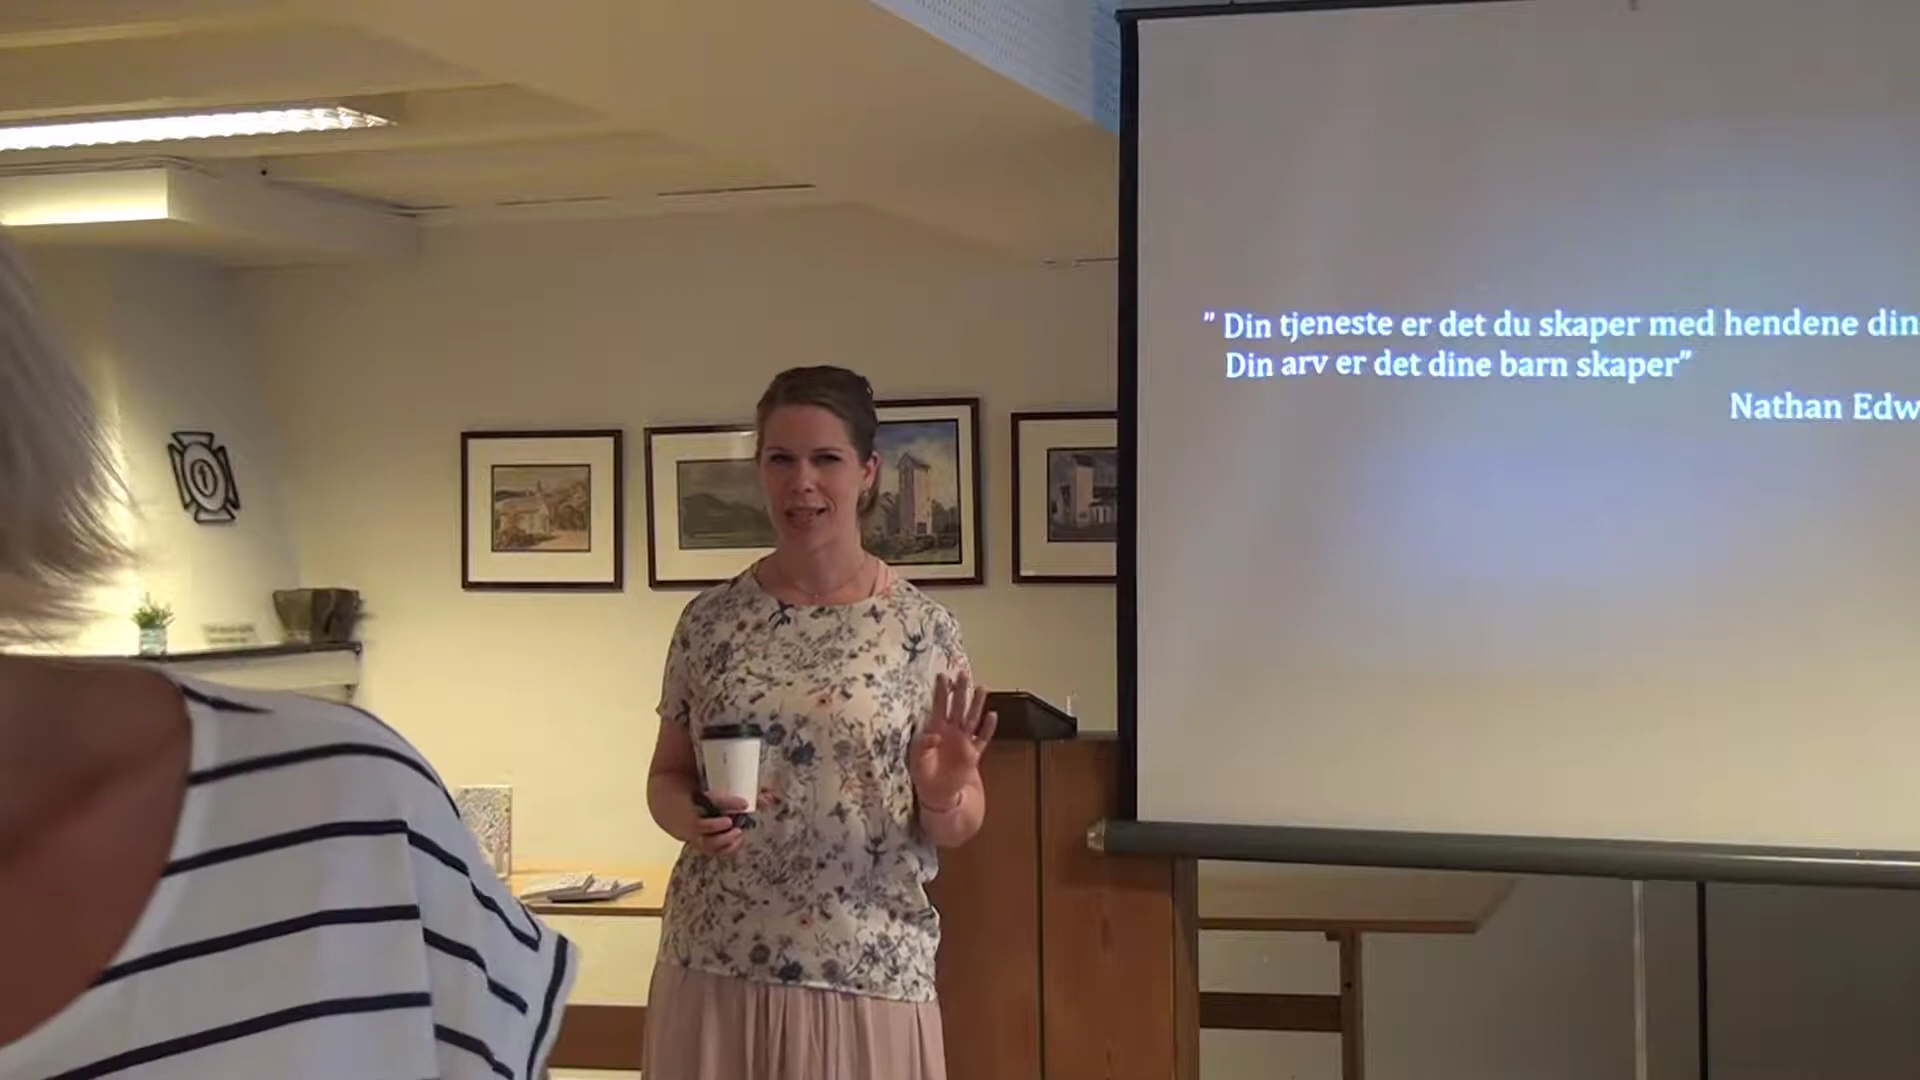 ” Din tjeneste er det du skaper med hendene din
Din arv er det dine barn skaper”
Nathan Edw